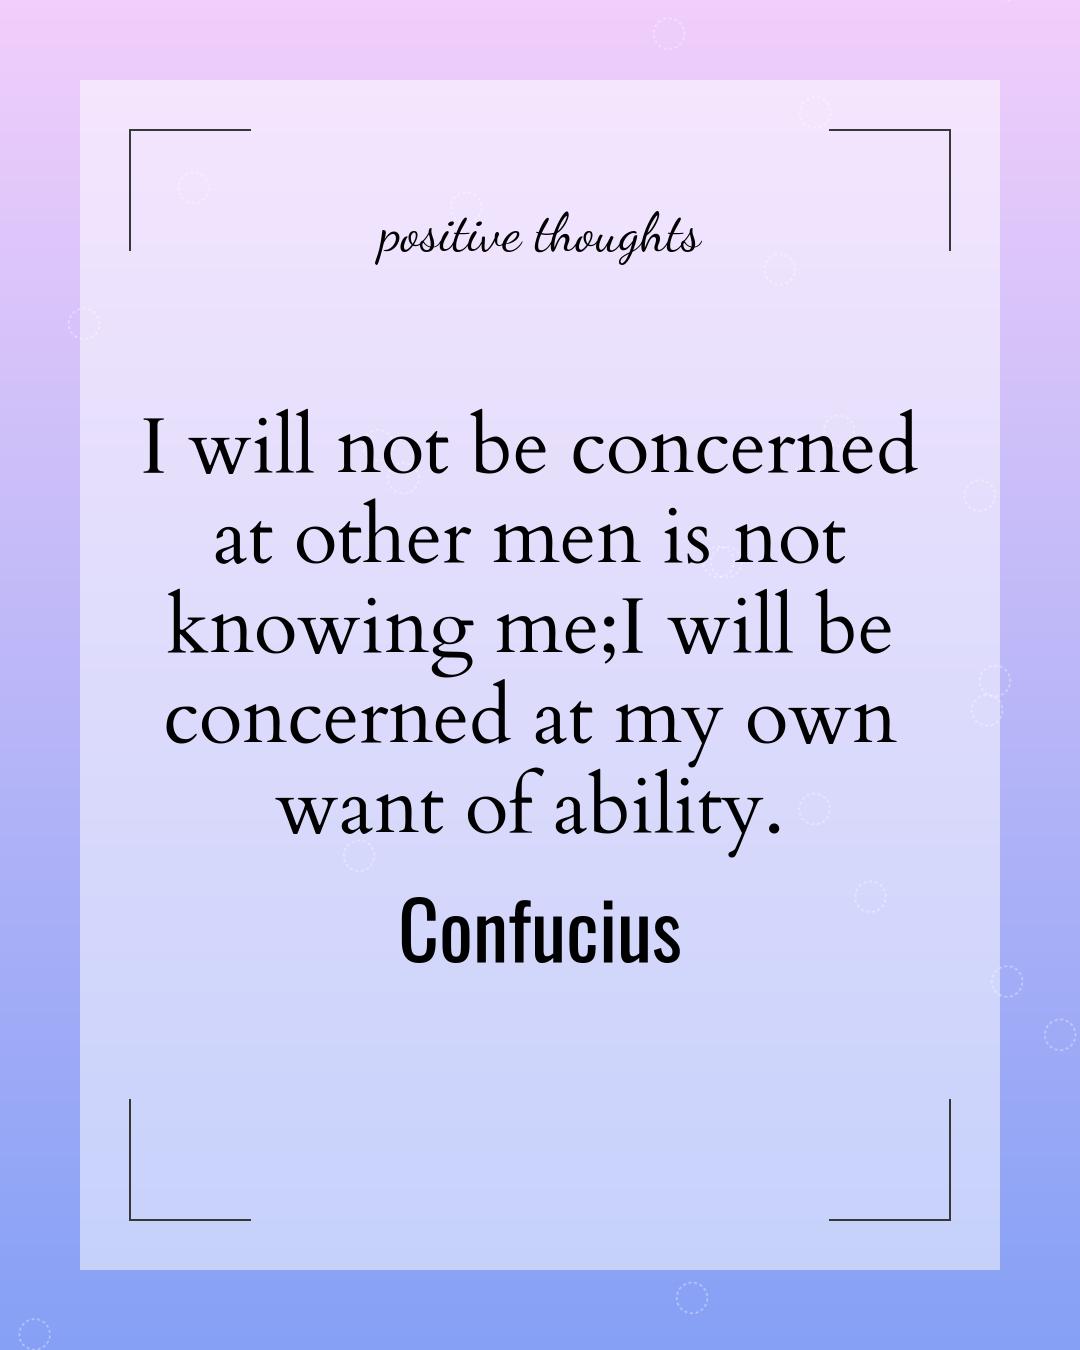 positive thoughts
I will not be concerned
at other men is not
knowing me;I will be
concerned at my own
want of ability.
Confucius